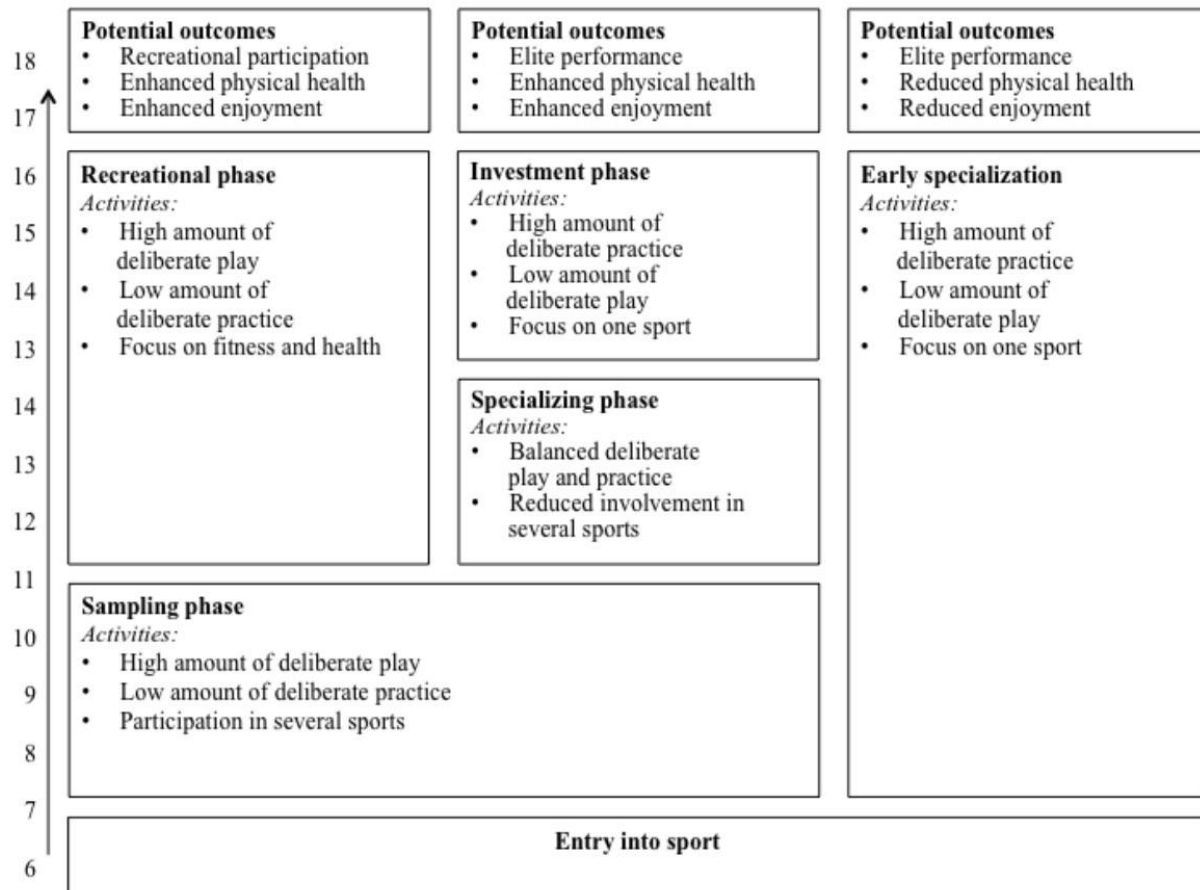 18
17
16
15
14
13
14
13
12
11
10
9
8
7
6
Potential outcomes
• Recreational participation
• Enhanced physical health
• Enhanced enjoyment
Potential outcomes
• Elite performance
• Enhanced physical health
• Enhanced enjoyment
Potential outcomes
• Elite performance
• Reduced physical health
• Reduced enjoyment
Recreational phase
Activities:
• High amount of
deliberate play
• Low amount of
deliberate practice
• Focus on fitness and health
Investment phase
Activities:
• High amount of
deliberate practice
• Low amount of
deliberate play
• Focus on one sport
Early specialization
Activities:
• High amount of
deliberate practice
• Low amount of
deliberate play
• Focus on one sport
Specializing phase
Activities:
• Balanced deliberate
play and practice
• Reduced involvement in
several sports
Sampling phase
Activities:
• High amount of deliberate play
• Low amount of deliberate practice
• Participation in several sports
Entry into sport